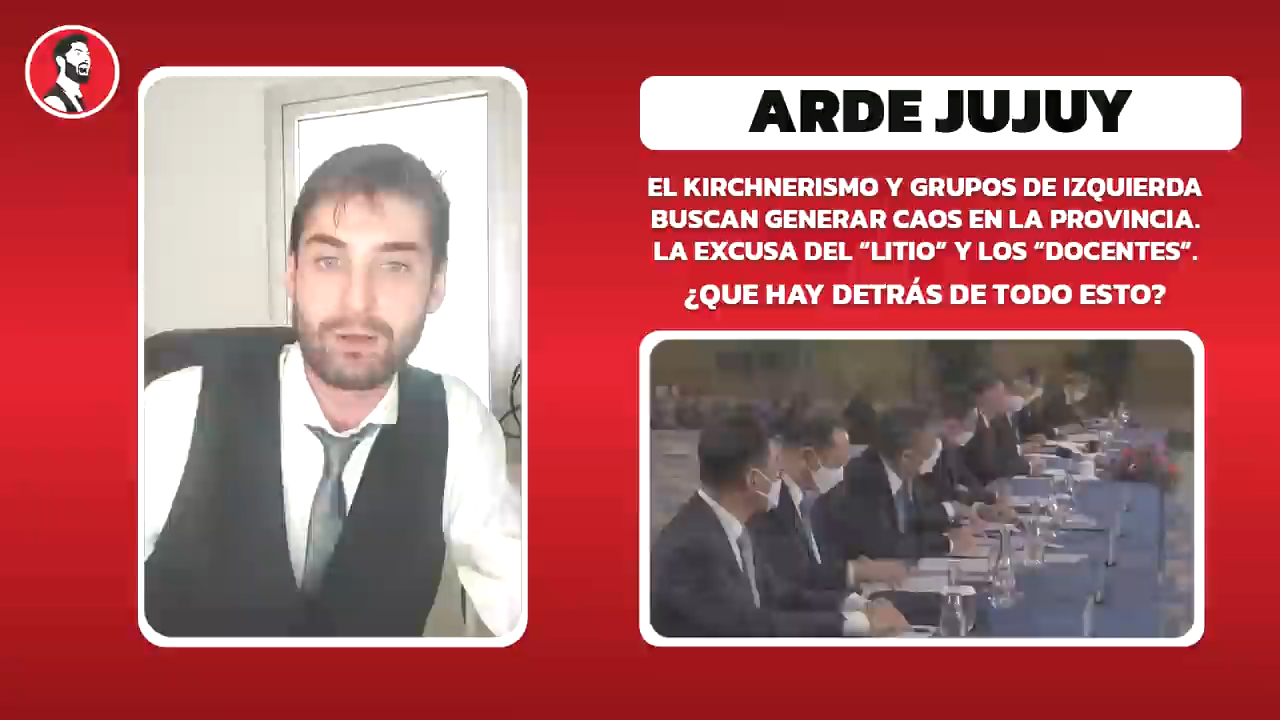 ARDE JUJUY
EL KIRCHNERISMO Y GRUPOS DE IZQUIERDA
BUSCAN GENERAR CAOS EN LA PROVINCIA.
LA EXCUSA DEL “LITIO” Y LOS “DOCENTES”.
¿QUE HAY DETRÁS DE TODO ESTO?